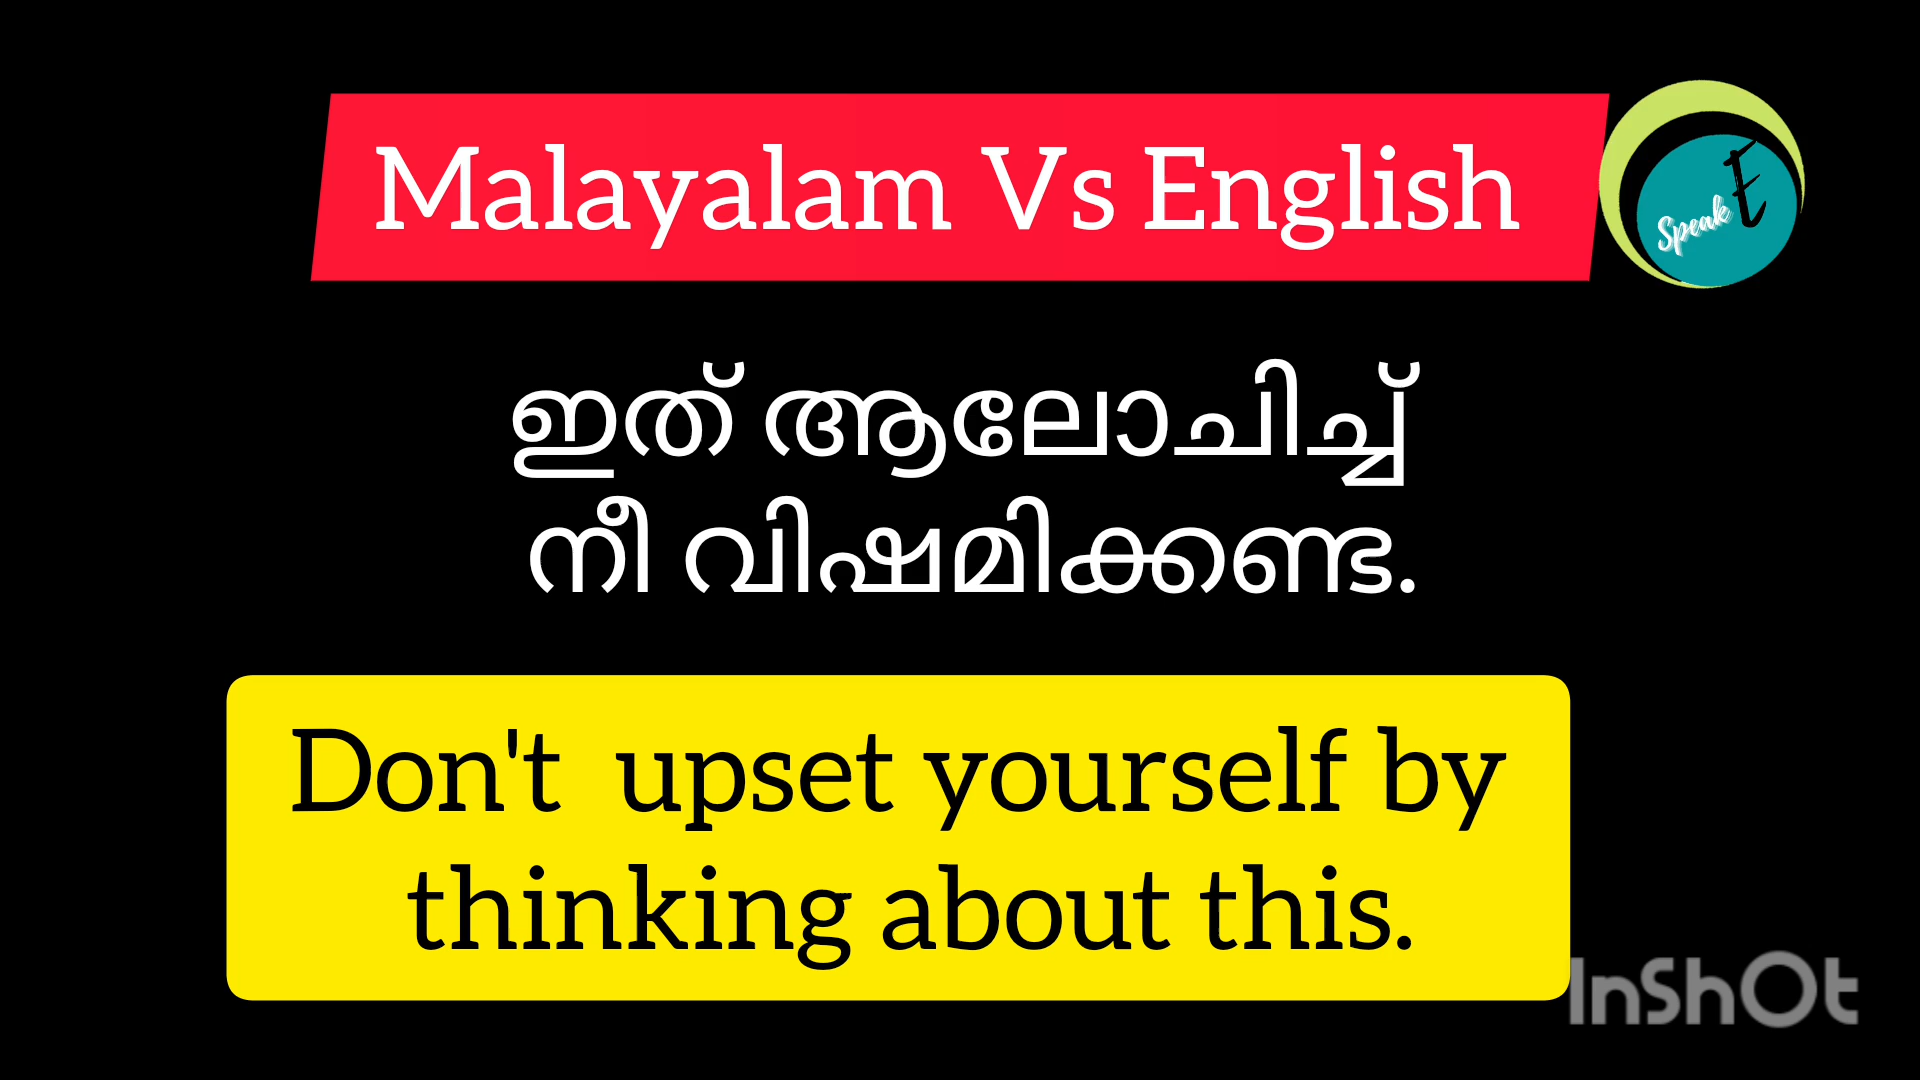 Malayalam Vs English
Speak E
ഇത് ആലോചിച്ച്
നീ വിഷമിക്കണ്ട.
Don't upset yourself by
thinking about this.
InShOt